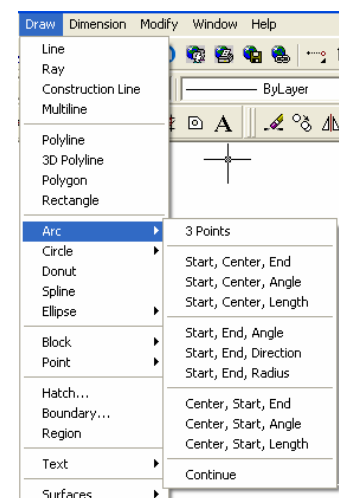 Draw Dimension Modify Window Help
Line
Ray
Construction Line
Multiline
ByLayer
A
Polyline
3D Polyline
Polygon
Rectangle
Arc
Circle
Donut
Spline
Ellipse
Block
Point
Hatch...
Boundary...
Region
Text
Surfaces
3 Points
Start, Center, End
Start, Center, Angle
Start, Center, Length
Start, End, Angle
Start, End, Direction
Start, End, Radius
Center, Start, End
Center, Start, Angle
Center, Start, Length
Continue